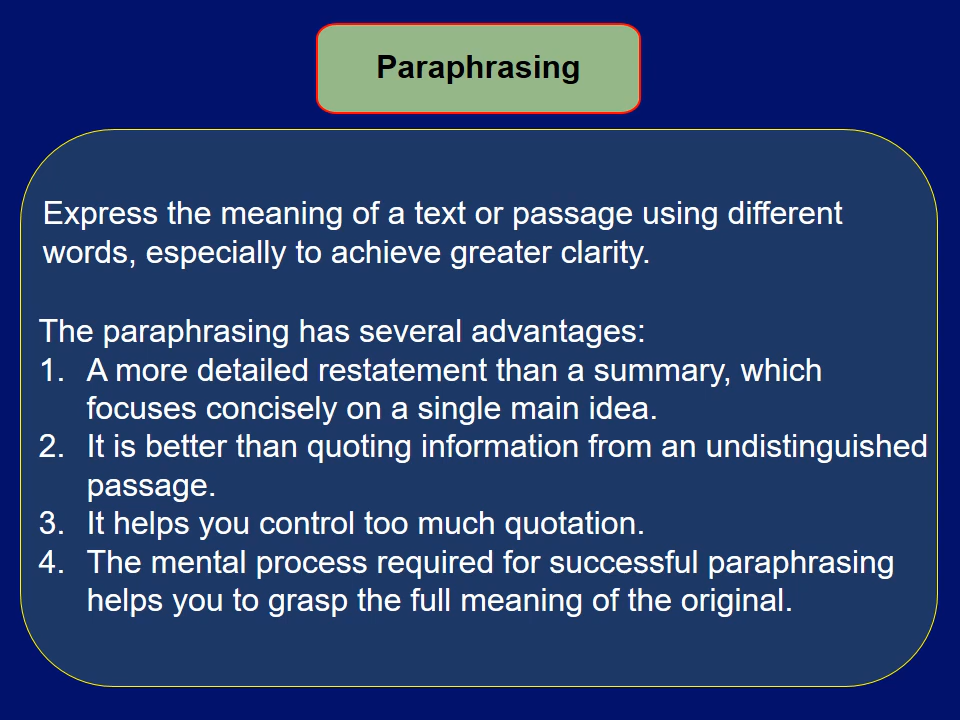 Paraphrasing
Express the meaning of a text or passage using different
words, especially to achieve greater clarity.
The paraphrasing has several advantages:
1. A more detailed restatement than a summary, which
focuses concisely on a single main idea.
2. It is better than quoting information from an undistinguished
passage.
3. It helps you control too much quotation.
4. The mental process required for successful paraphrasing
helps you to grasp the full meaning of the original.